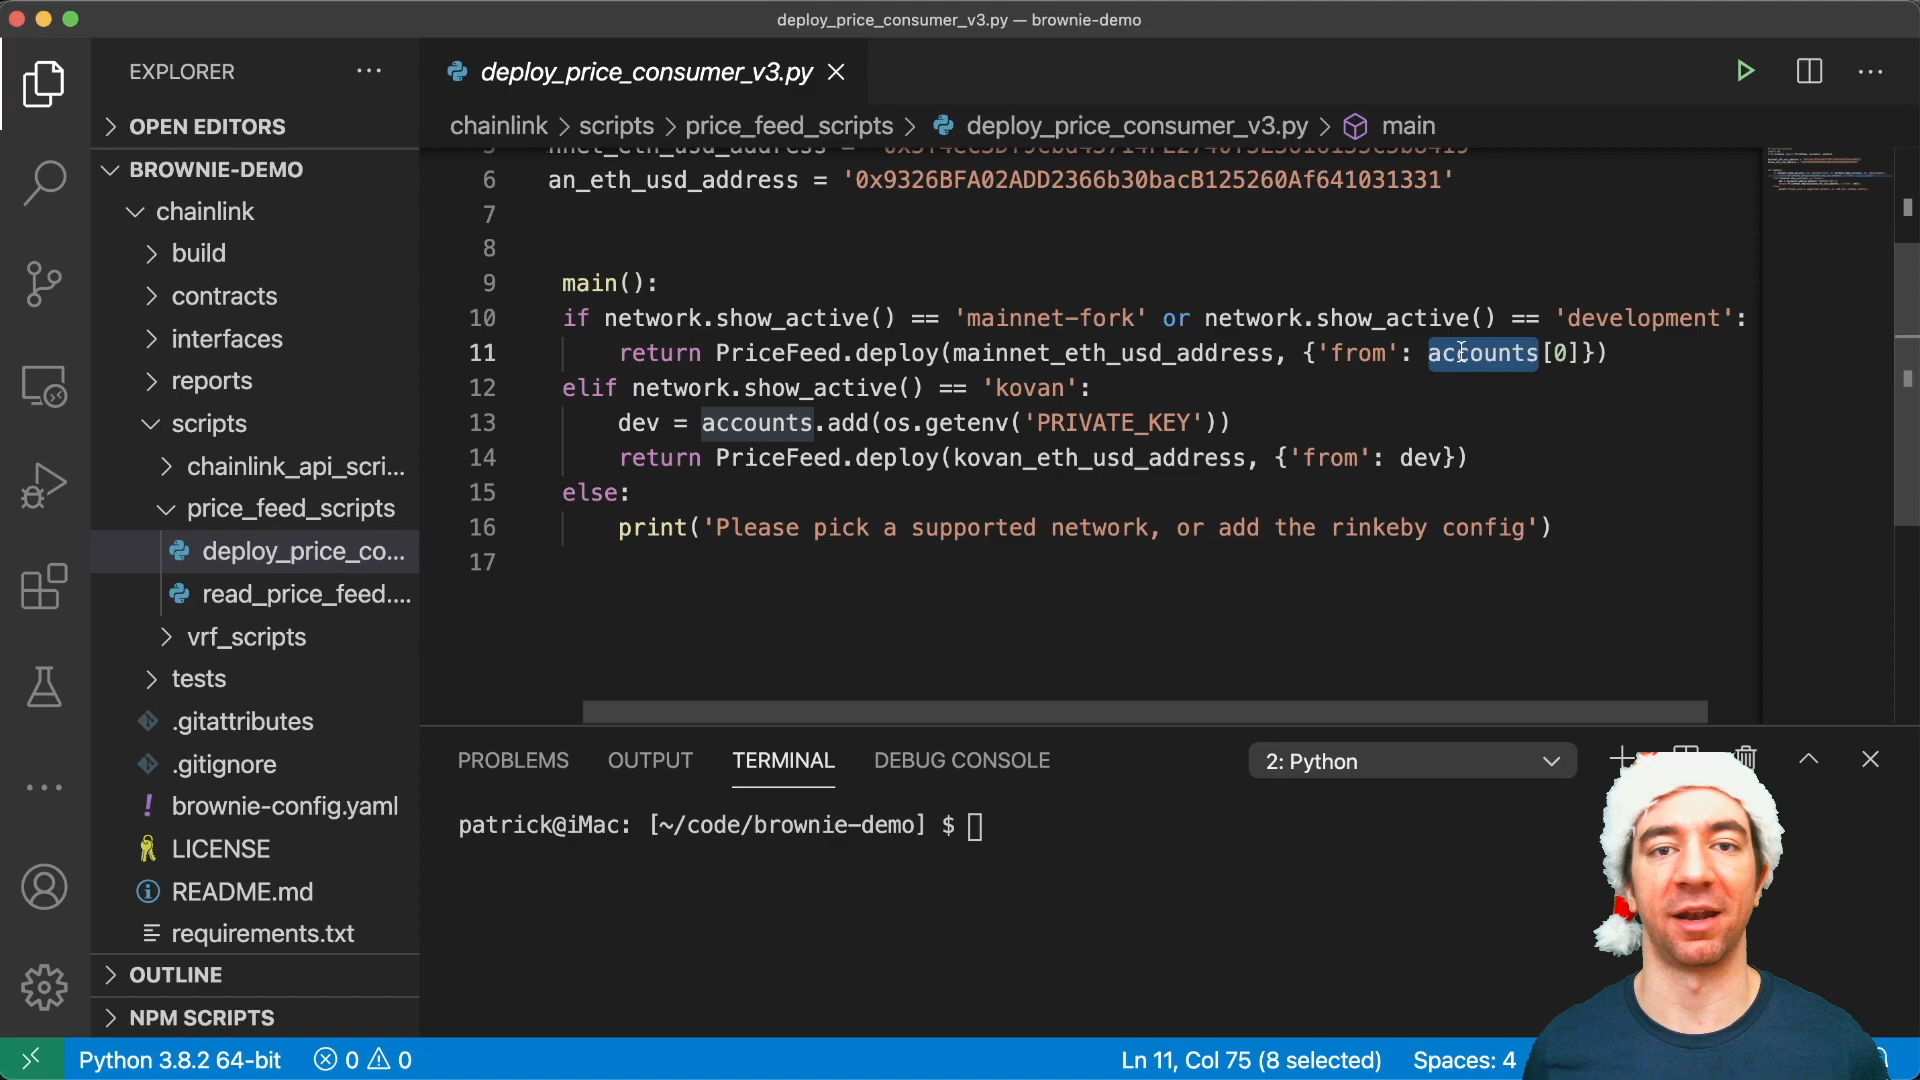 deploy_price_consumer_v3.py — brownie-demo
EXPLORER
deploy_price_consumer_v3.py
OPEN EDITORS
chainlink > scripts > price_feed_scripts > deploy_price_consumer_v3.py > main
BROWNIE-DEMO
chainlink
build
contracts
interfaces
reports
scripts
chainlink_api_scri...
price_feed_scripts
deploy_price_co...
read_price_feed....
vrf_scripts
tests
.gitattributes
.gitignore
brownie-config.yaml
LICENSE
README.md
requirements.txt
OUTLINE
NPM SCRIPTS
6 an_eth_usd_address = '0x9326BFA02ADD2366b30bacB125260Af641031331'
7
8
9 main():
10 if network.show_active() == 'mainnet-fork' or network.show_active() == 'development':
11 return PriceFeed.deploy(mainnet_eth_usd_address, {'from': accounts[0]})
12 elif network.show_active() == 'kovan':
13 dev = accounts.add(os.getenv('PRIVATE_KEY'))
14 return PriceFeed.deploy(kovan_eth_usd_address, {'from': dev})
15 else:
16 print('Please pick a supported network, or add the rinkeby config')
17
PROBLEMS OUTPUT TERMINAL DEBUG CONSOLE 2: Python
patrick@iMac: [~/code/brownie-demo] $
Python 3.8.2 64-bit 0 0 Ln 11, Col 75 (8 selected) Spaces: 4